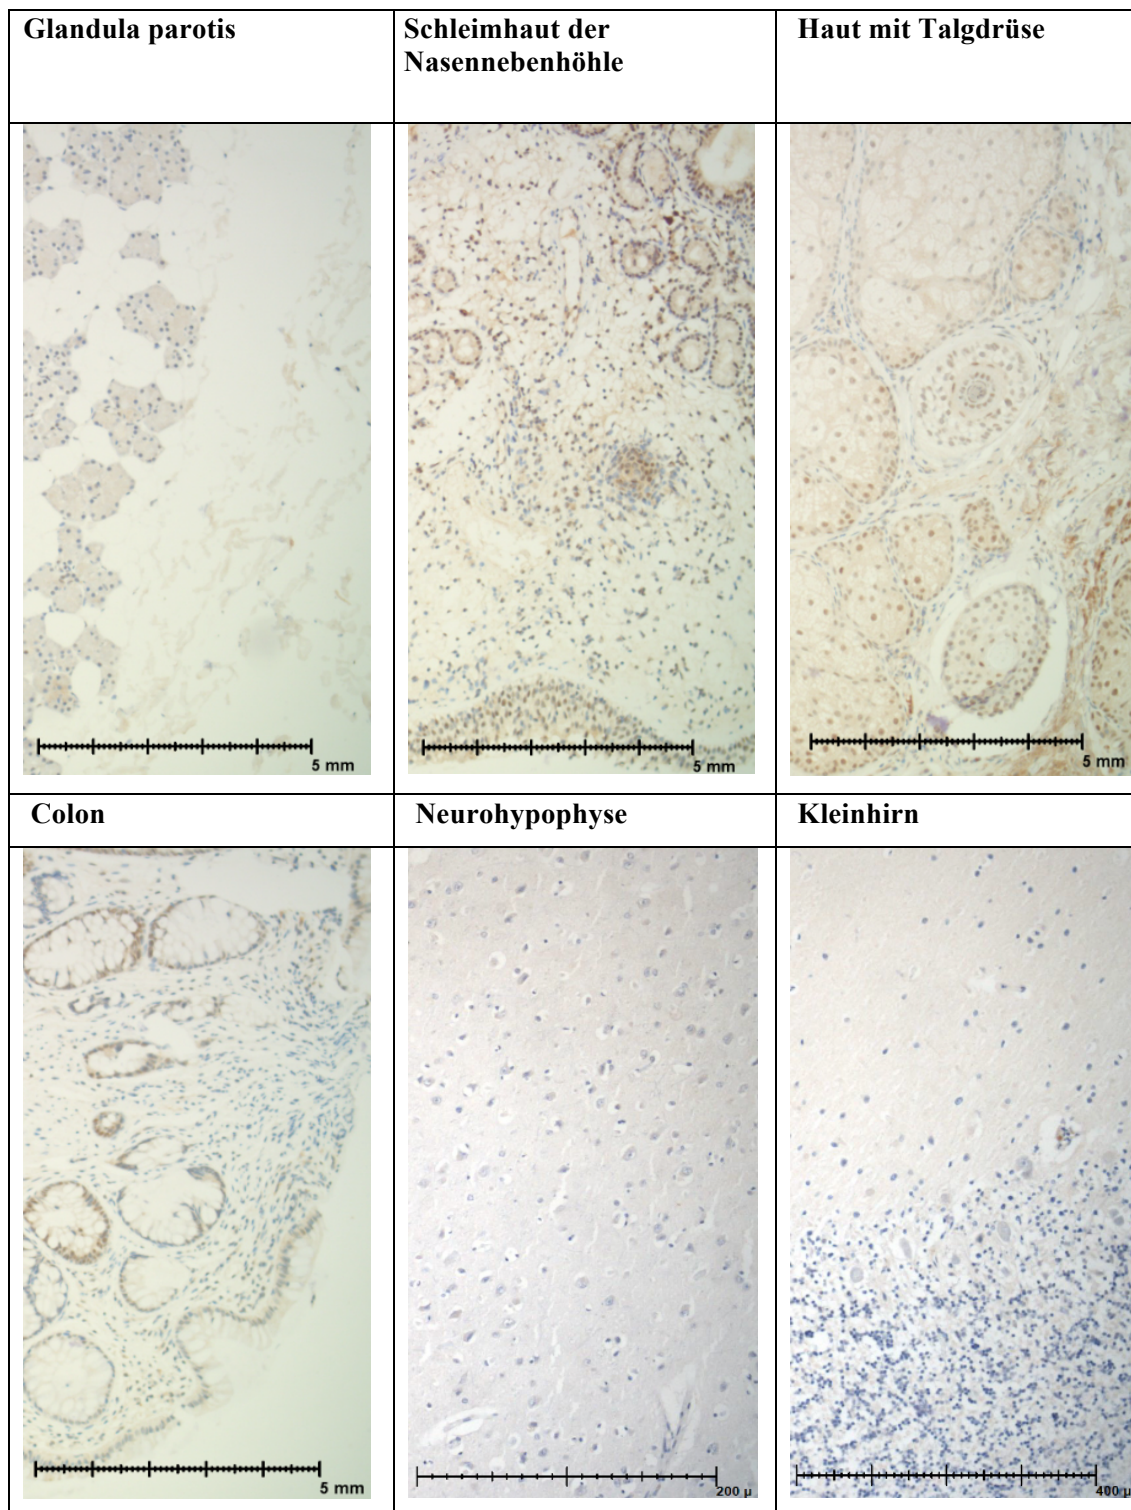 Glandula parotis
Schleimhaut der
Nasennebenhöhle
Haut mit Talgdrüse
5 mm
5 mm
5 mm
Colon
Neurohypophyse
Kleinhirn
5 mm
200 µ
400 µ